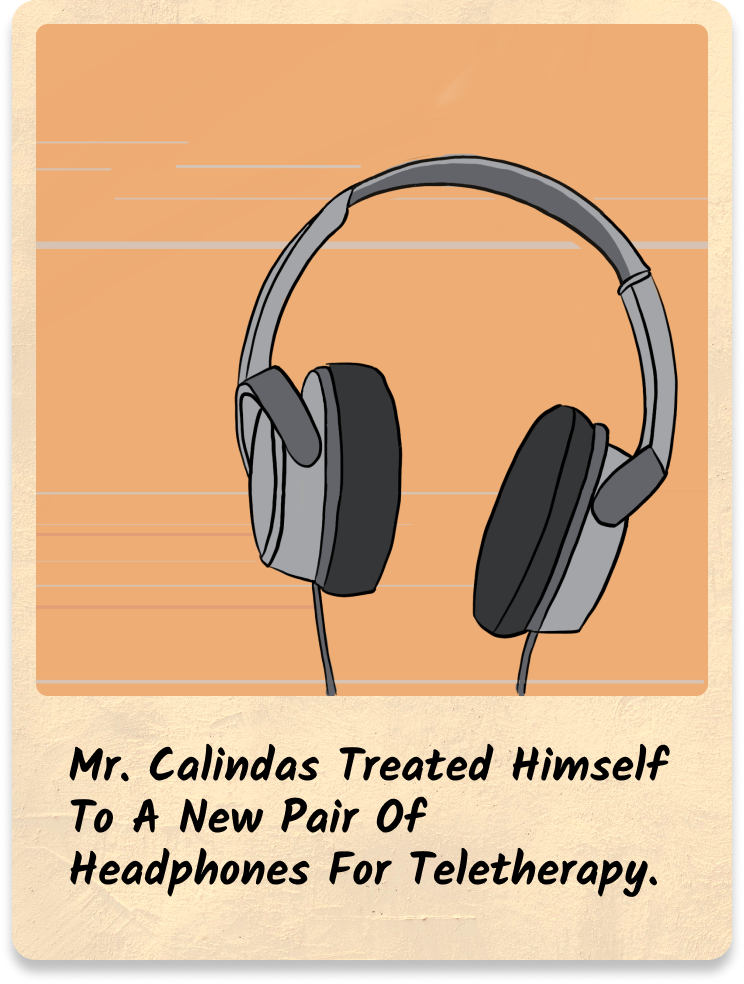 Mr. Calindas Treated Himself
To A New Pair Of
Headphones For Teletherapy.